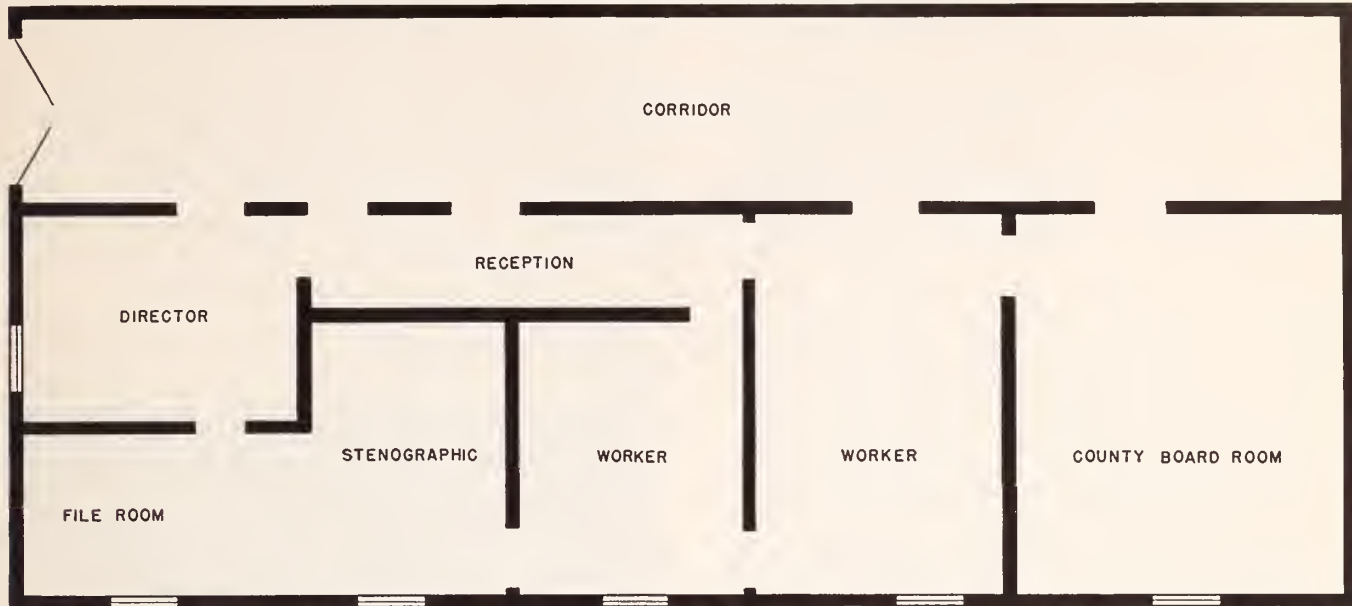 CORRIDOR
RECEPTION
DIRECTOR
STENOGRAPHIC
WORKER
WORKER
COUNTY BOARD ROOM
FILE ROOM